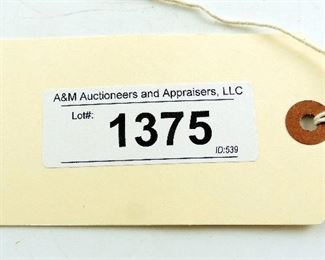 A&M Auctioneers and Appraisers, LLC
Lot#:
1375
ID:539